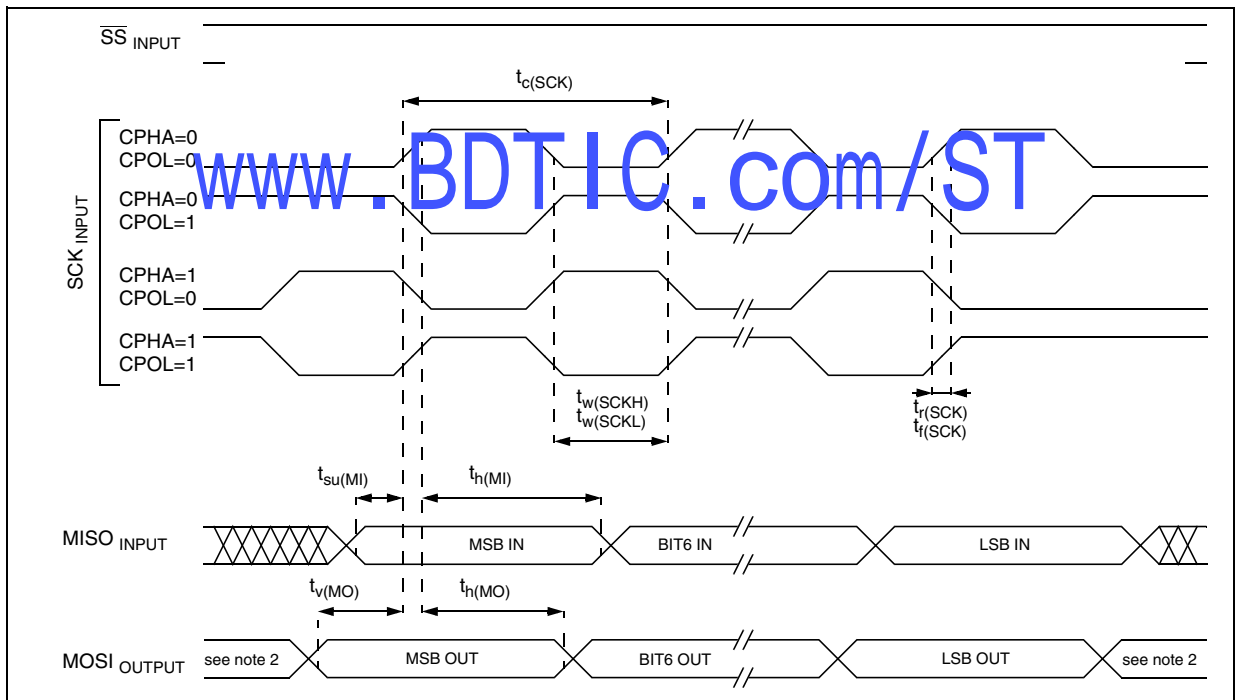 SS INPUT
tc(SCK)
SCK INPUT
CPHA=0
CPOL=0
CPHA=0
CPOL=1
www.BDTIC.com/ST
CPHA=1
CPOL=0
CPHA=1
CPOL=1
tw(SCKH)
tw(SCKL)
tr(SCK)
tf(SCK)
tsu(MI)
th(MI)
MISO INPUT
MSB IN
BIT6 IN
LSB IN
tv(MO)
th(MO)
MOSI OUTPUT
see note 2
MSB OUT
BIT6 OUT
LSB OUT
see note 2